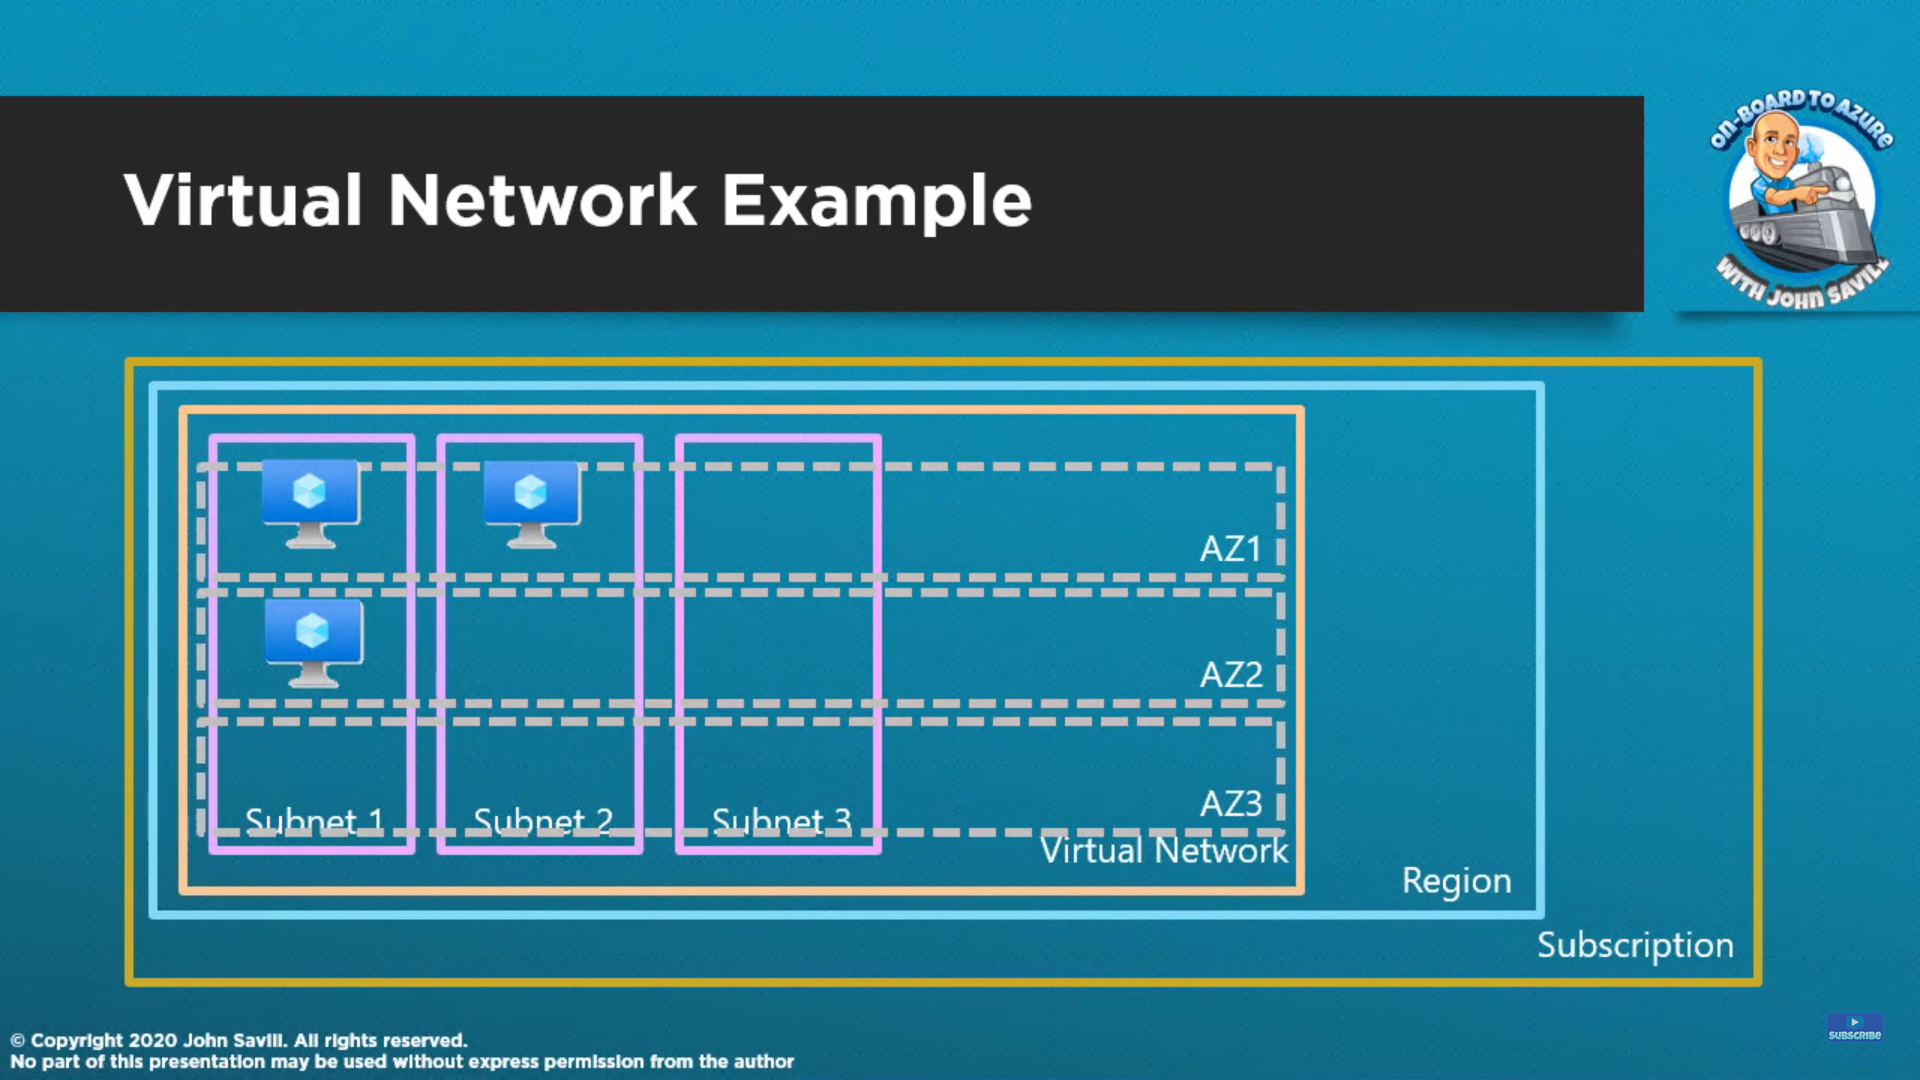 ON-BOARD TO AZURE
WITH JOHN SAVILL
Virtual Network Example
AZ1
AZ2
AZ3
Subnet 1
Subnet 2
Subnet 3
Virtual Network
Region
Subscription
© Copyright 2020 John Savill. All rights reserved.
No part of this presentation may be used without express permission from the author
SUBSCRIBE